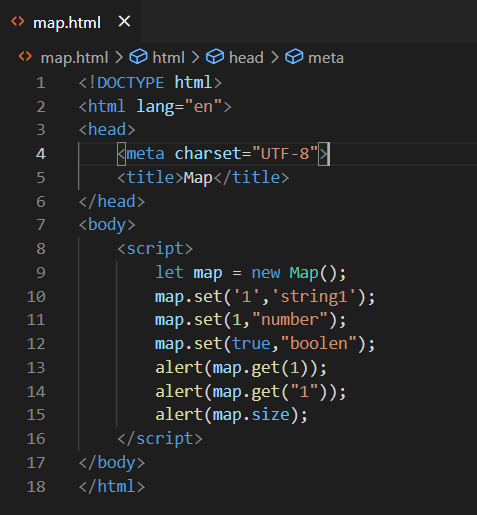 map.html
map.html > html > head > meta
1 <!DOCTYPE html>
2 <html lang="en">
3 <head>
4     <meta charset="UTF-8">
5     <title>Map</title>
6 </head>
7 <body>
8     <script>
9         let map = new Map();
10         map.set('1','string1');
11         map.set(1,"number");
12         map.set(true,"boolen");
13         alert(map.get(1));
14         alert(map.get("1"));
15         alert(map.size);
16     </script>
17 </body>
18 </html>